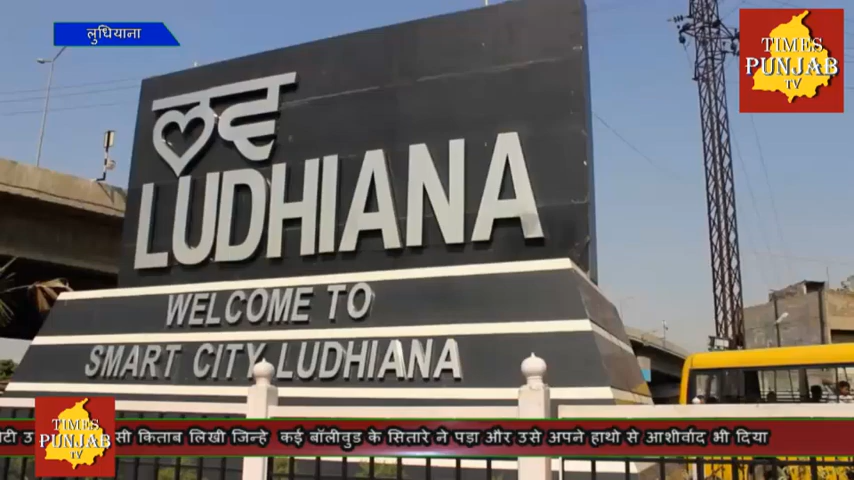 लुधियाना
TIMES
PUNJAB
TV
ਲਵ
LUDHIANA
WELCOME TO
SMART CITY LUDHIANA
TIMES
PUNJAB
TV
सी किताब लिखी जिन्हे कई बॉलीवुड के सितारे ने पड़ा और उसे अपने हाथो से आशीर्वाद भी दिया